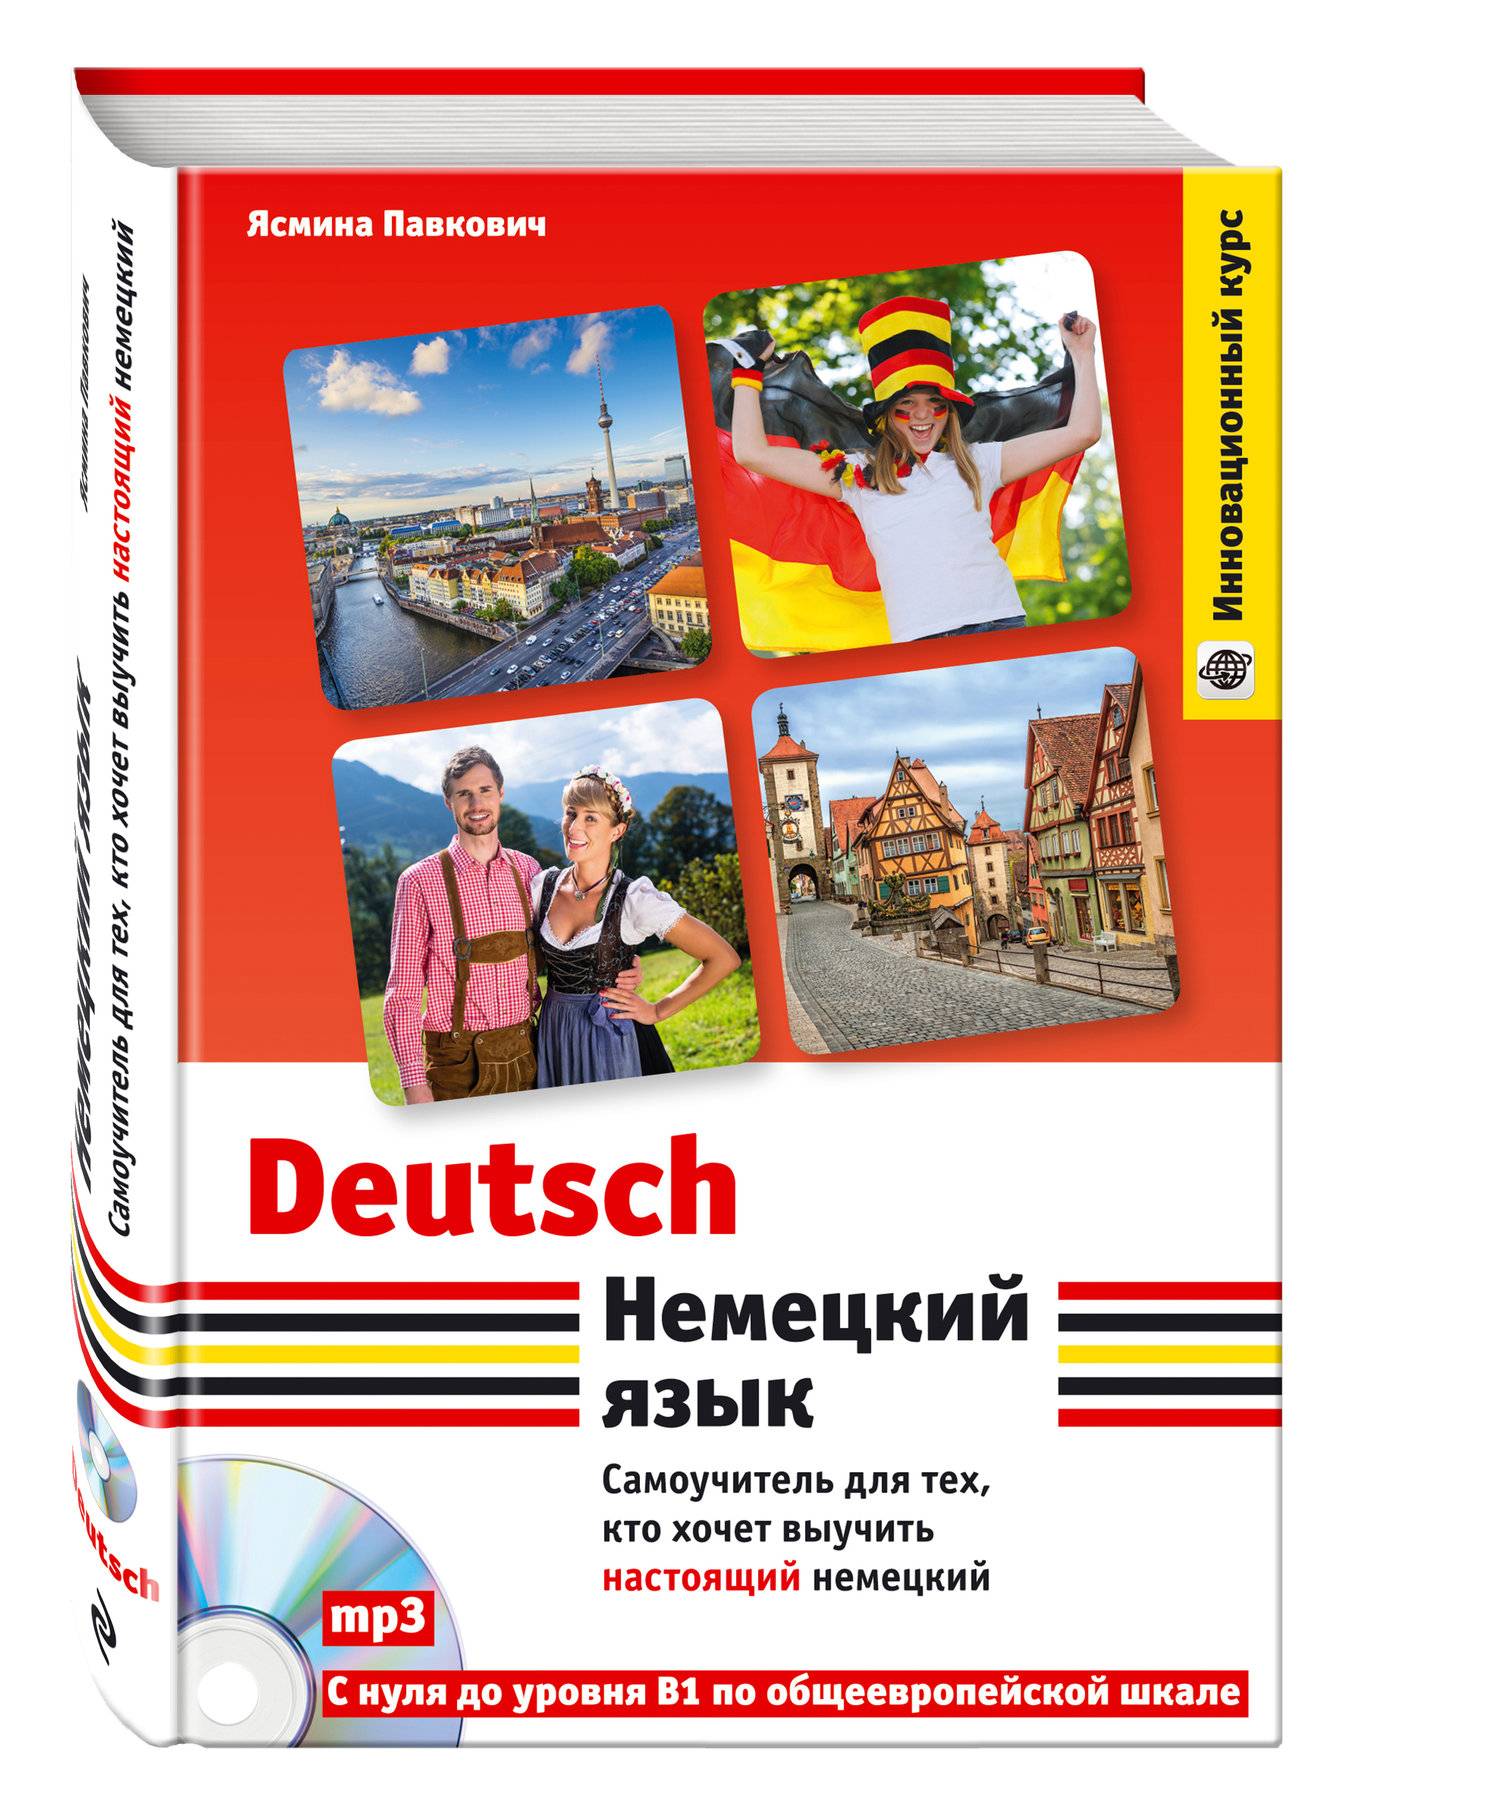 Ясмина Павкович
Инновационный курс
Deutsch
Немецкий
язык
Самоучитель для тех,
кто хочет выучить
настоящий немецкий
mp3
С нуля до уровня B1 по общеевропейской шкале
Ясмина Павкович
Немецкий язык
Самоучитель для тех, кто хочет выучить настоящий немецкий
Deutsch